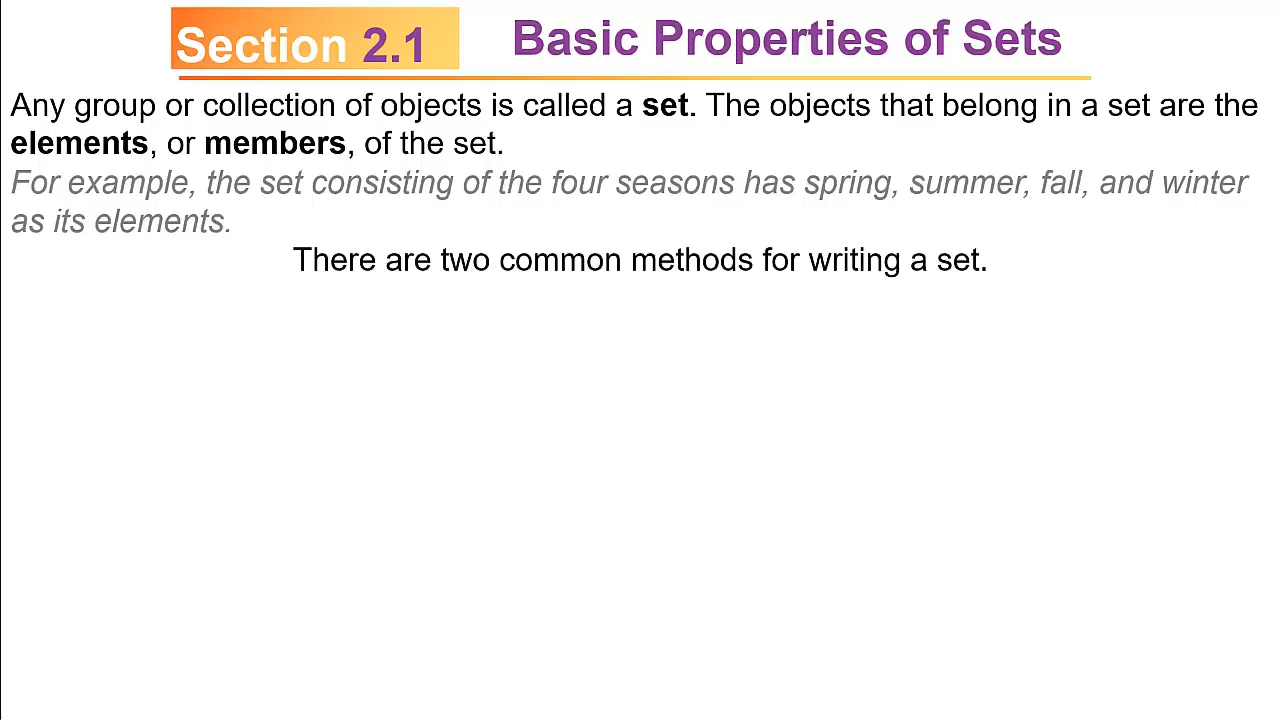 Section 2.1 Basic Properties of Sets
Any group or collection of objects is called a set. The objects that belong in a set are the
elements, or members, of the set.
For example, the set consisting of the four seasons has spring, summer, fall, and winter
as its elements.
There are two common methods for writing a set.